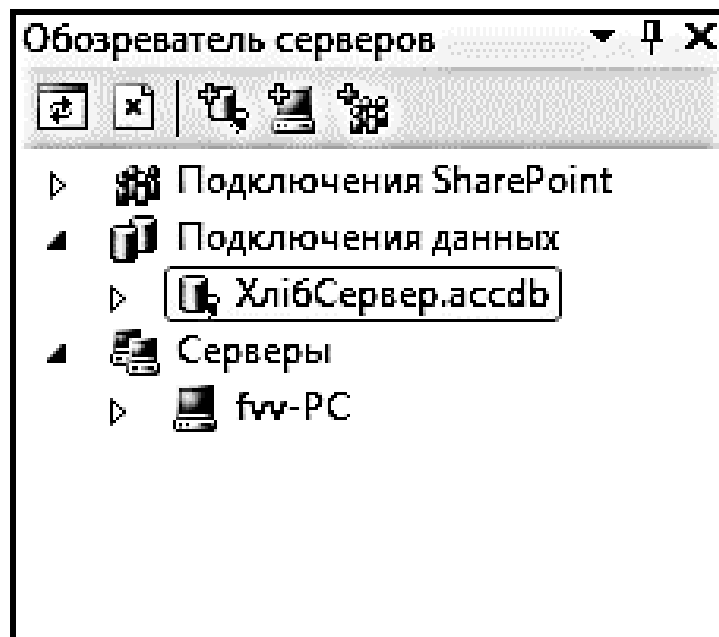 Обозреватель серверов
Подключения SharePoint
Подключения данных
ХлібСервер.accdb
Серверы
fvv-PC